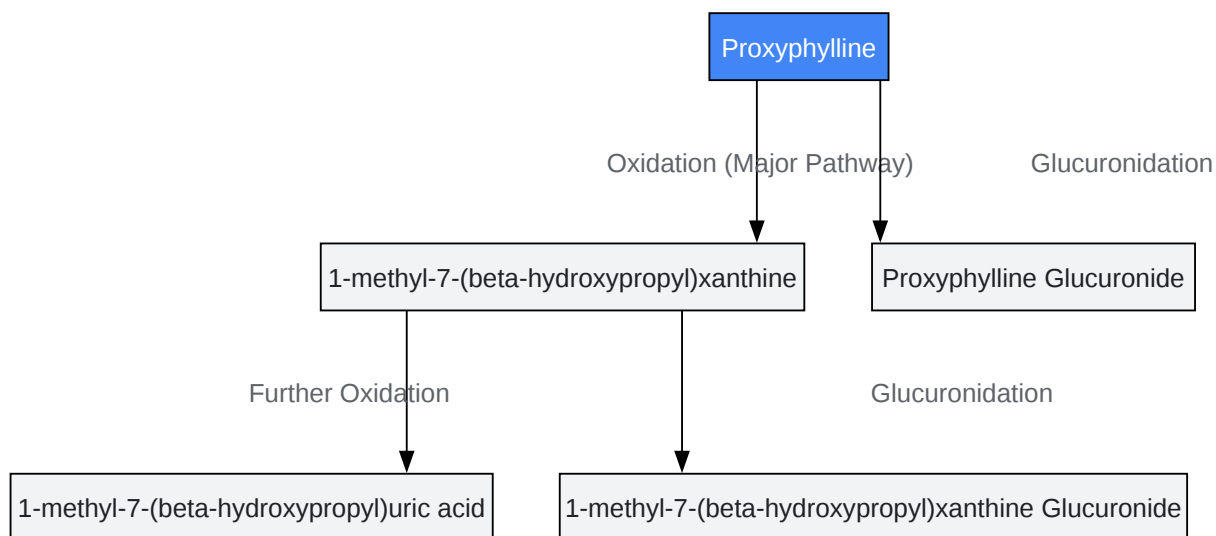 Proxyphylline
Oxidation (Major Pathway)
Glucuronidation
1-methyl-7-(beta-hydroxypropyl)xanthine
Proxyphylline Glucuronide
Further Oxidation
Glucuronidation
1-methyl-7-(beta-hydroxypropyl)uric acid
1-methyl-7-(beta-hydroxypropyl)xanthine Glucuronide